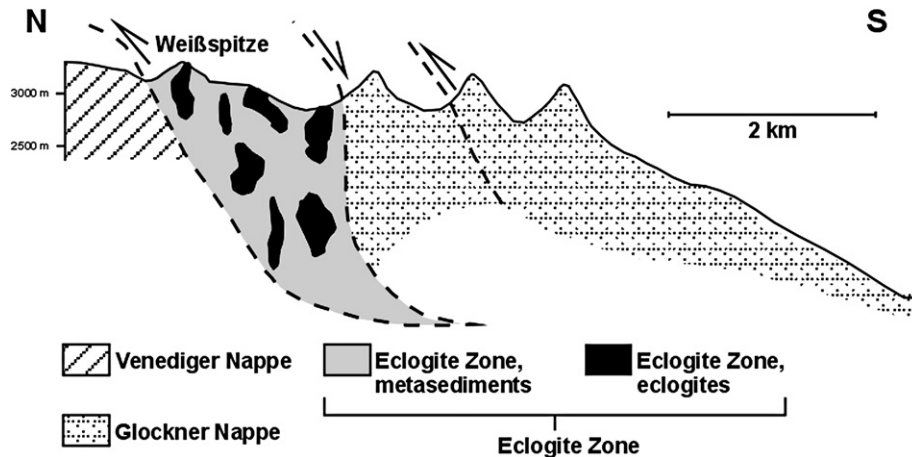 N
S
Weißspitze
3000 m
2500 m
2 km
Venediger Nappe
Eclogite Zone,
metasediments
Eclogite Zone,
eclogites
Glockner Nappe
Eclogite Zone